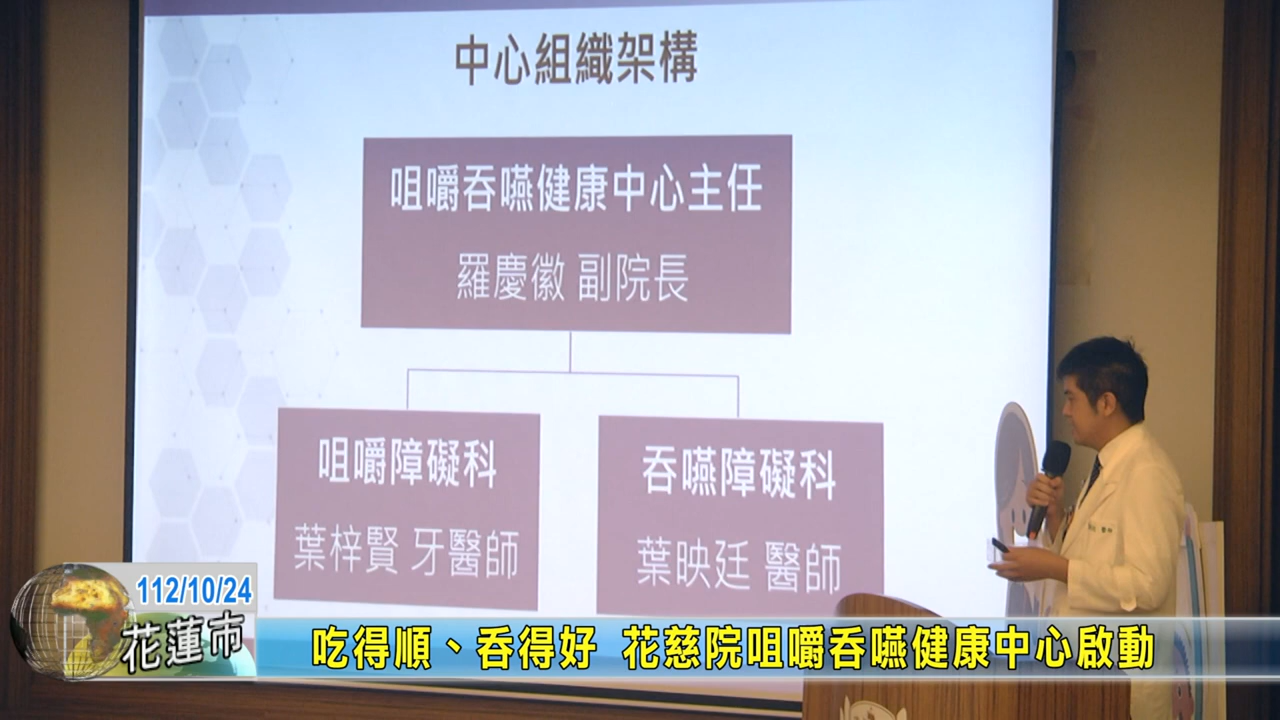 中心組織架構
咀嚼吞嚥健康中心主任
羅慶徽 副院長
咀嚼障礙科
葉梓賢 牙醫師
吞嚥障礙科
葉映廷 醫師
112/10/24
花蓮市
吃得順、吞得好 花慈院咀嚼吞嚥健康中心啟動